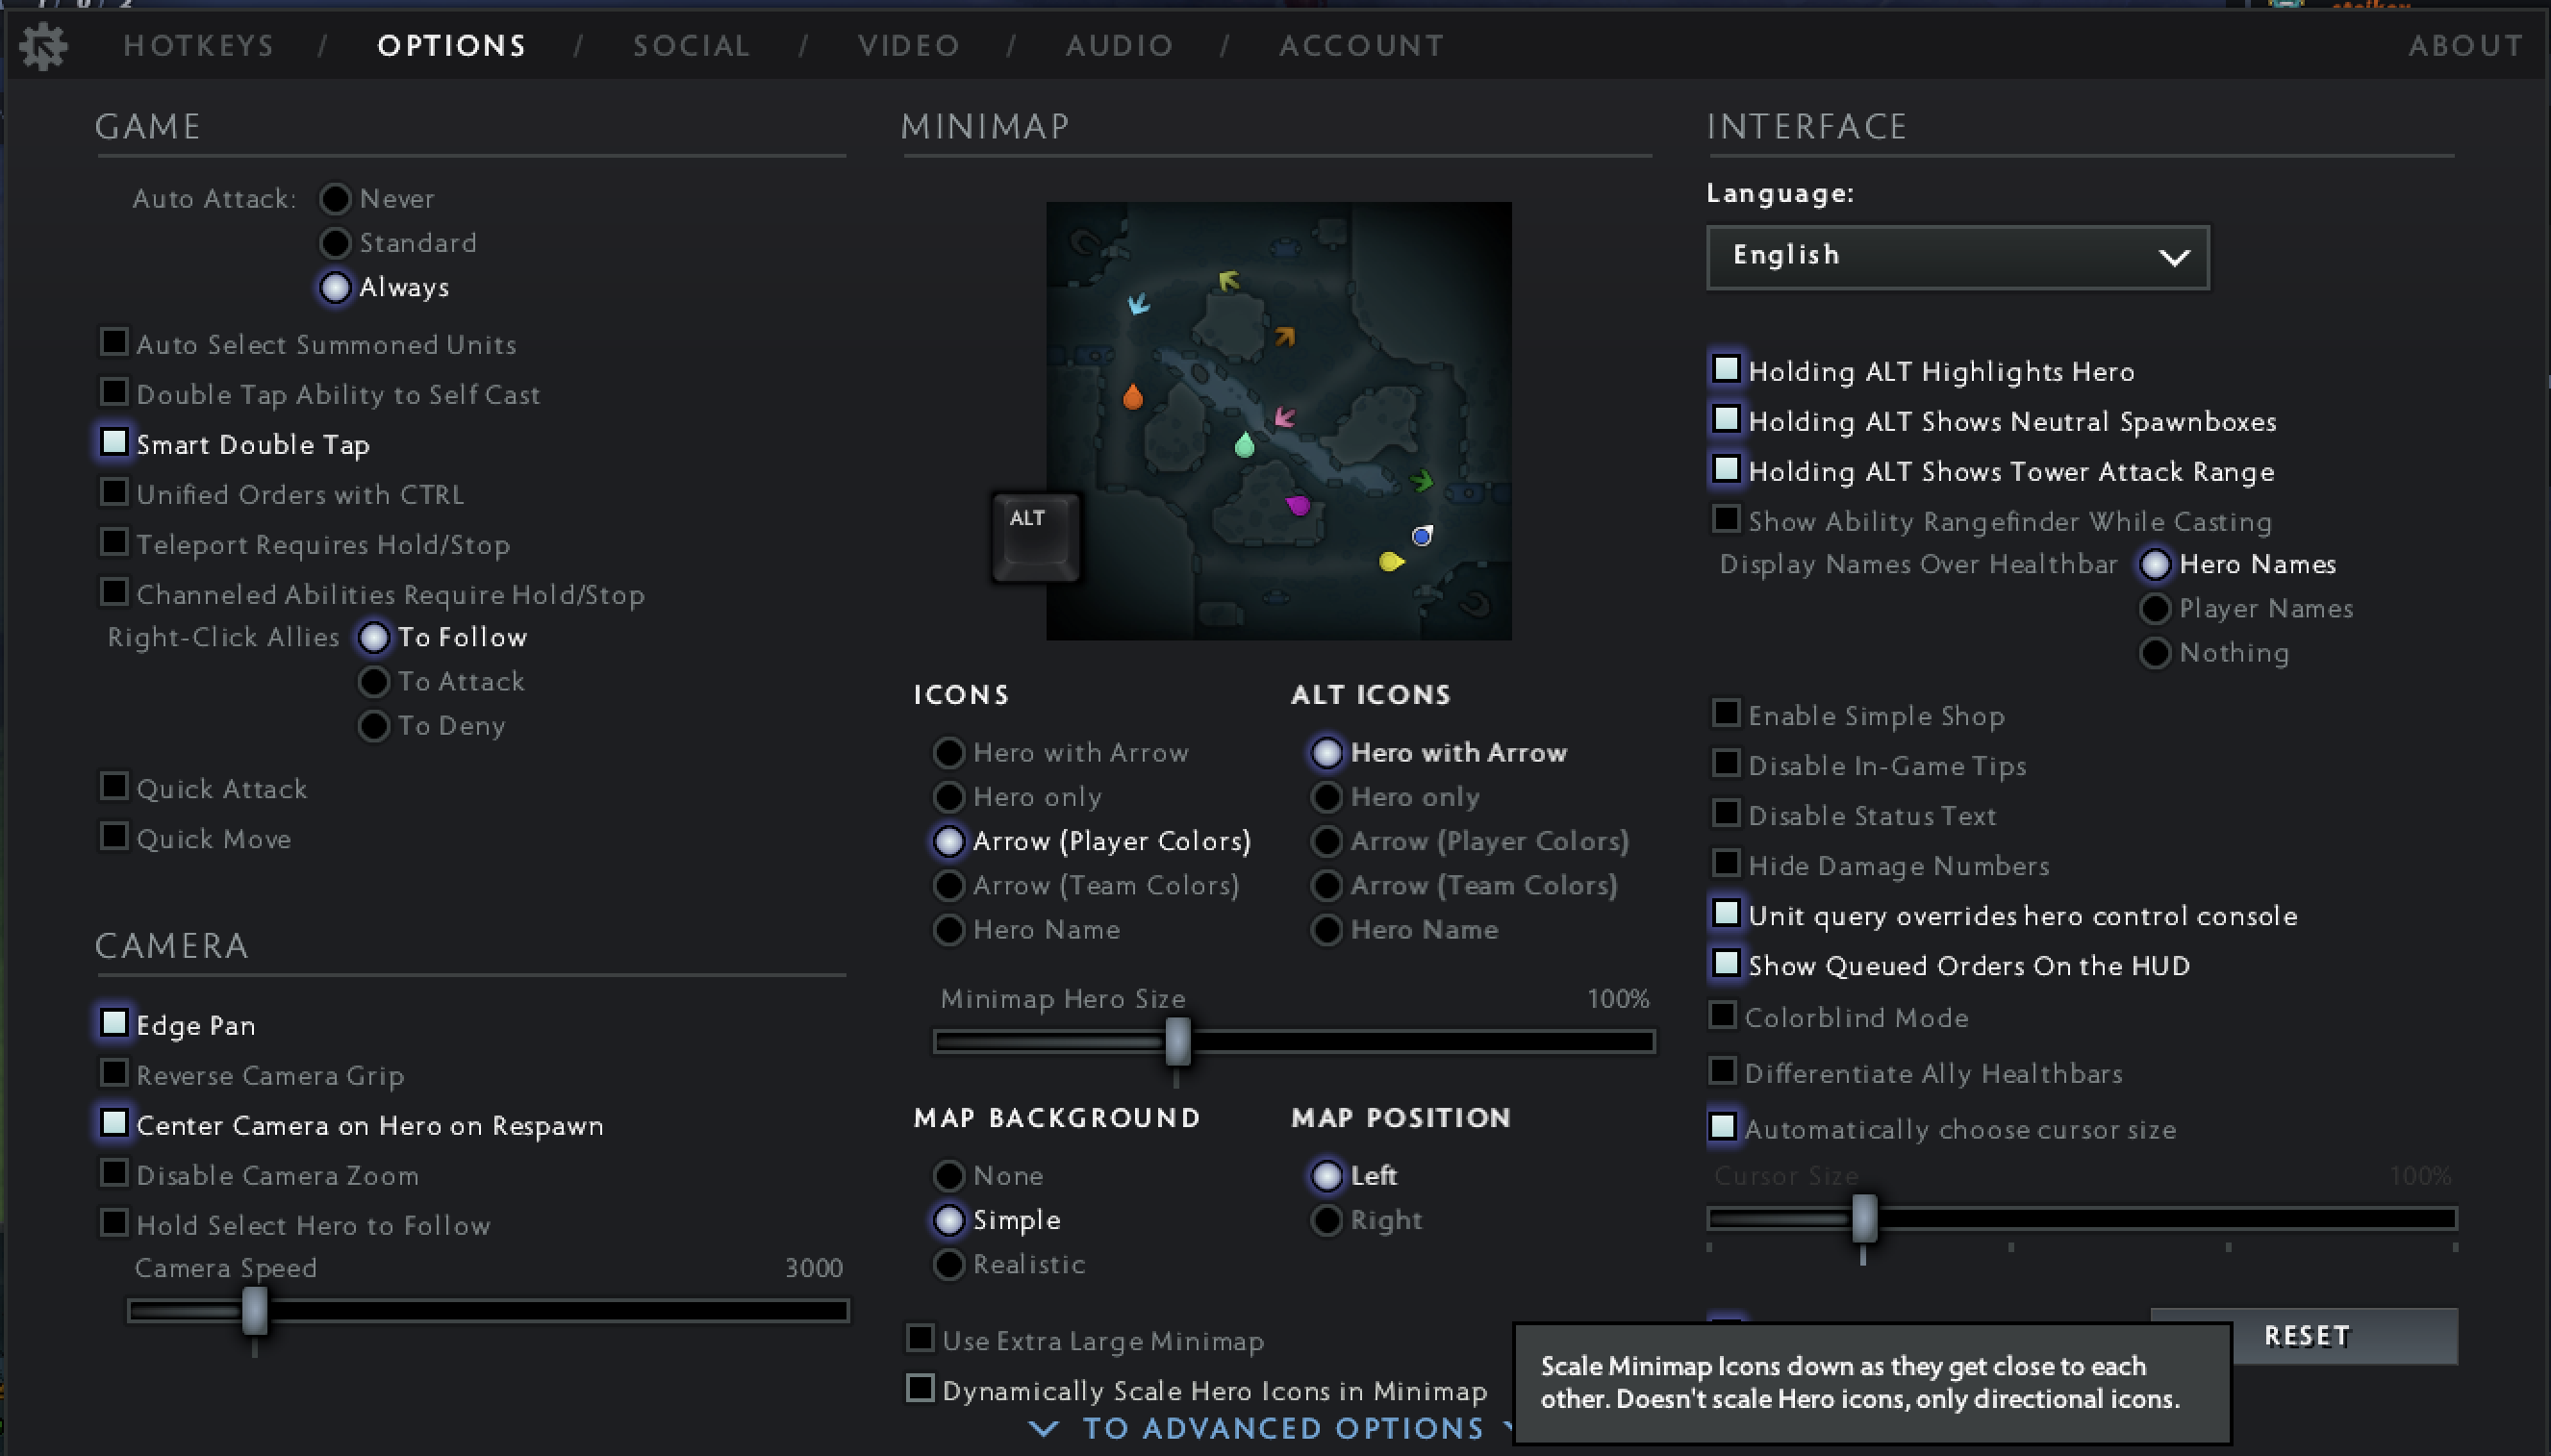 HOTKEYS / OPTIONS / SOCIAL / VIDEO / AUDIO / ACCOUNT
ABOUT
GAME
Auto Attack:
Never
Standard
Always
Auto Select Summoned Units
Double Tap Ability to Self Cast
Smart Double Tap
Unified Orders with CTRL
Teleport Requires Hold/Stop
Channeled Abilities Require Hold/Stop
Right-Click Allies
To Follow
To Attack
To Deny
Quick Attack
Quick Move
CAMERA
Edge Pan
Reverse Camera Grip
Center Camera on Hero on Respawn
Disable Camera Zoom
Hold Select Hero to Follow
Camera Speed
3000
MINIMAP
ALT
ICONS
Hero with Arrow
Hero only
Arrow (Player Colors)
Arrow (Team Colors)
Hero Name
ALT ICONS
Hero with Arrow
Hero only
Arrow (Player Colors)
Arrow (Team Colors)
Hero Name
Minimap Hero Size
100%
MAP BACKGROUND
None
Simple
Realistic
MAP POSITION
Left
Right
Use Extra Large Minimap
Dynamically Scale Hero Icons in Minimap
TO ADVANCED OPTIONS
INTERFACE
Language:
English
Holding ALT Highlights Hero
Holding ALT Shows Neutral Spawnboxes
Holding ALT Shows Tower Attack Range
Show Ability Rangefinder While Casting
Display Names Over Healthbar
Hero Names
Player Names
Nothing
Enable Simple Shop
Disable In-Game Tips
Disable Status Text
Hide Damage Numbers
Unit query overrides hero control console
Show Queued Orders On the HUD
Colorblind Mode
Differentiate Ally Healthbars
Automatically choose cursor size
Cursor Size
100%
RESET
Scale Minimap Icons down as they get close to each
other. Doesn't scale Hero icons, only directional icons.